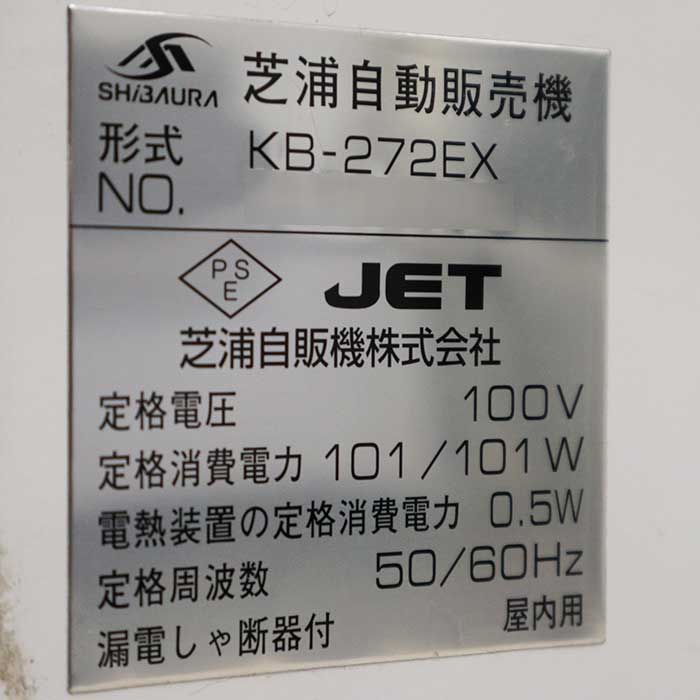 SHiBAURA 芝浦自動販売機
形式 KB-272EX
NO.
PSE JET
芝浦自販機株式会社
定格電圧 100V
定格消費電力 101/101W
電熱装置の定格消費電力 0.5W
定格周波数 50/60Hz
漏電しゃ断器付 屋内用